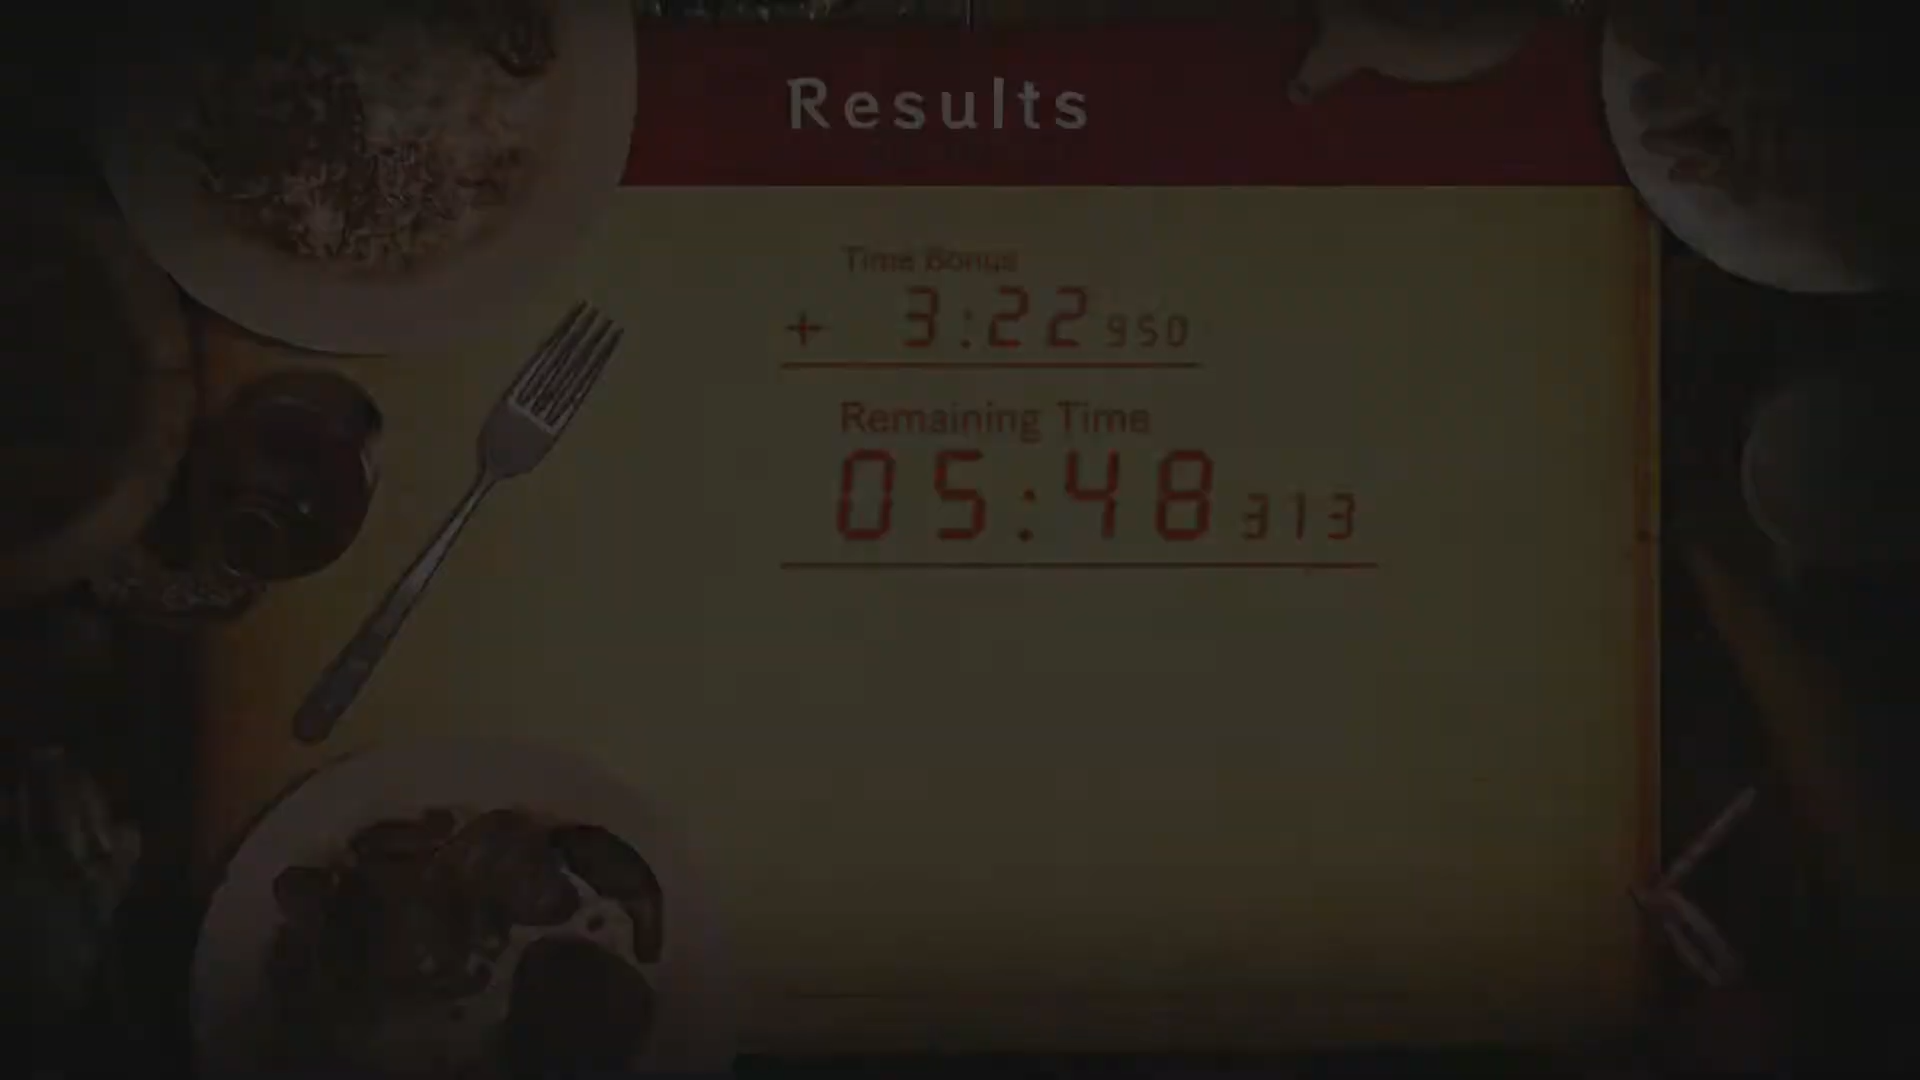 Results
Time Bonus
+ 3:22 950
Remaining Time
05:48 313